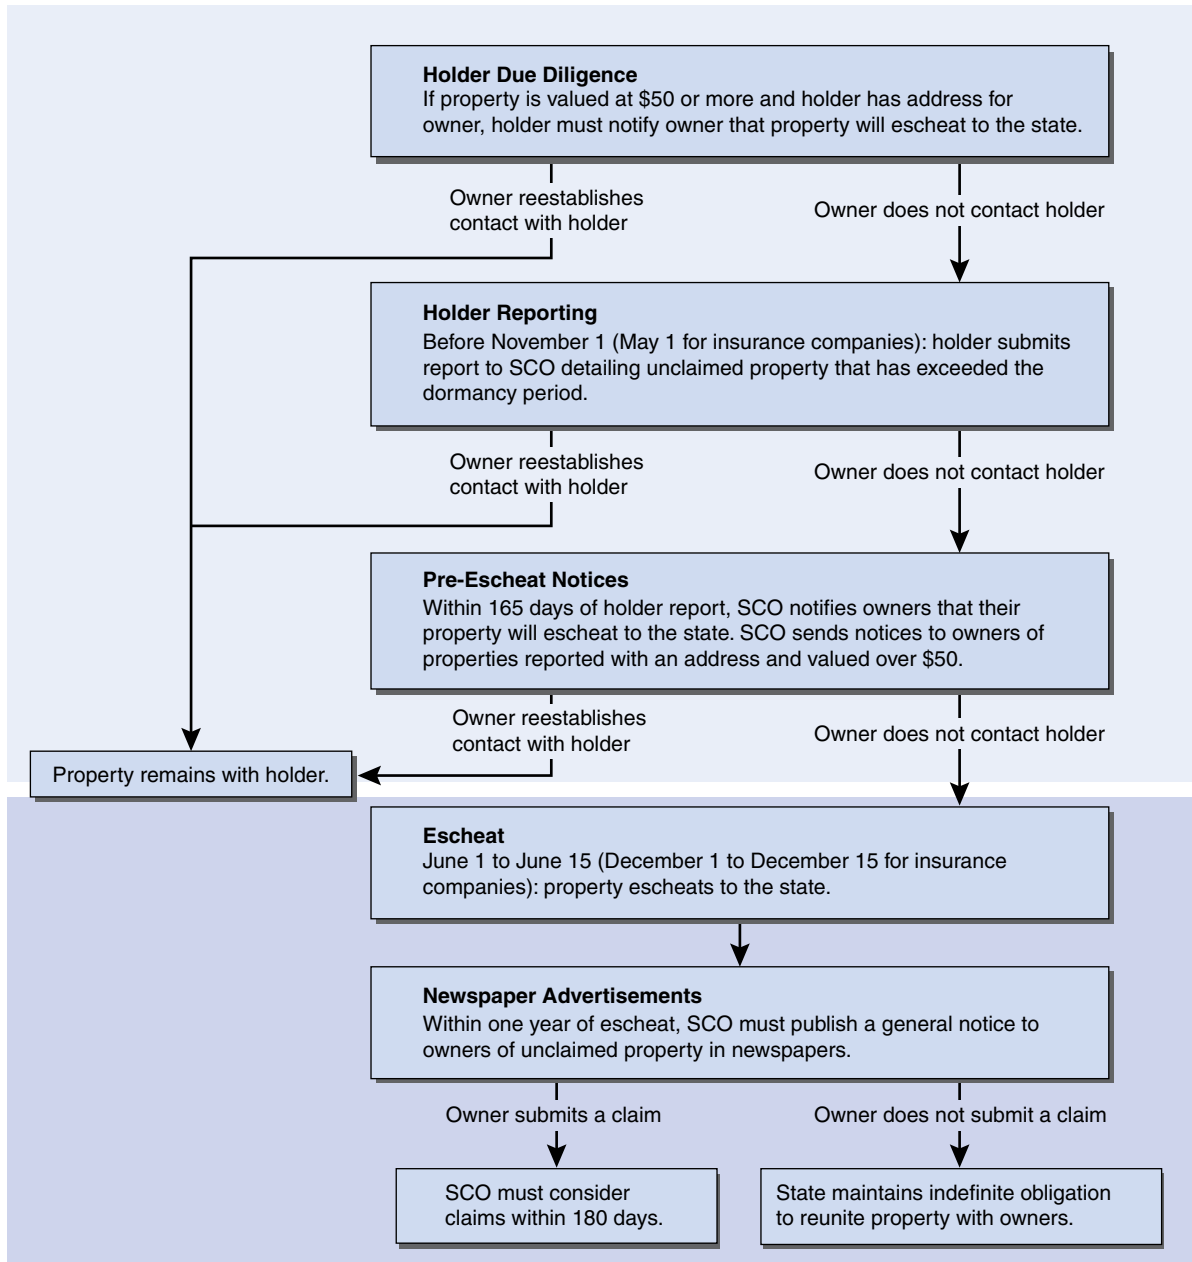 Holder Due Diligence
If property is valued at $50 or more and holder has address for
owner, holder must notify owner that property will escheat to the state.
Owner reestablishes
contact with holder
Owner does not contact holder
Holder Reporting
Before November 1 (May 1 for insurance companies): holder submits
report to SCO detailing unclaimed property that has exceeded the
dormancy period.
Owner reestablishes
contact with holder
Owner does not contact holder
Pre-Escheat Notices
Within 165 days of holder report, SCO notifies owners that their
property will escheat to the state. SCO sends notices to owners of
properties reported with an address and valued over $50.
Owner reestablishes
contact with holder
Owner does not contact holder
Property remains with holder.
Escheat
June 1 to June 15 (December 1 to December 15 for insurance
companies): property escheats to the state.
Newspaper Advertisements
Within one year of escheat, SCO must publish a general notice to
owners of unclaimed property in newspapers.
Owner submits a claim
Owner does not submit a claim
SCO must consider
claims within 180 days.
State maintains indefinite obligation
to reunite property with owners.